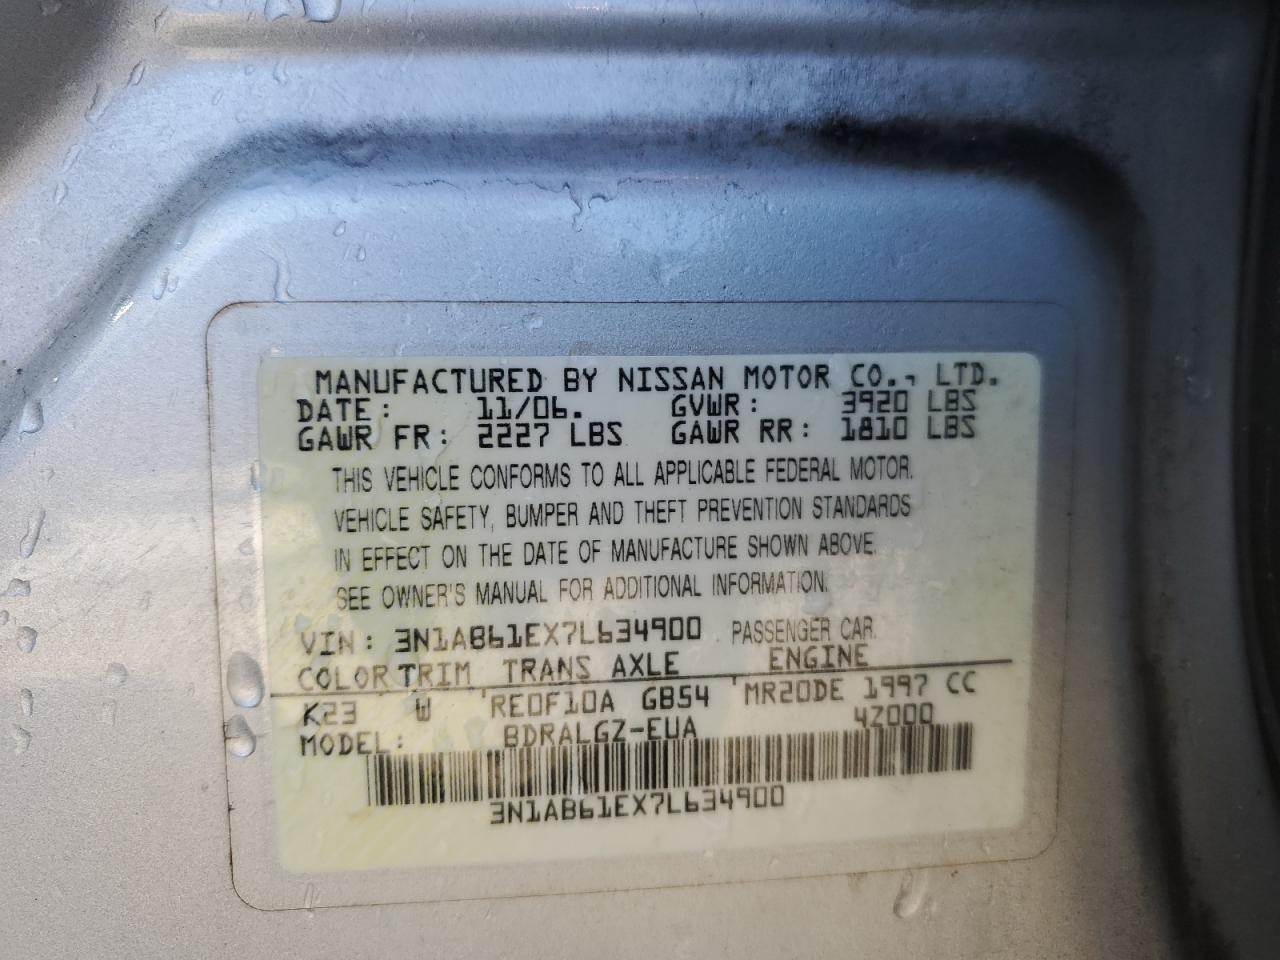 MANUFACTURED BY NISSAN MOTOR CO., LTD.
DATE: 11/06. GVWR: 3920 LBS
GAWR FR: 2227 LBS GAWR RR: 1810 LBS
THIS VEHICLE CONFORMS TO ALL APPLICABLE FEDERAL MOTOR.
VEHICLE SAFETY, BUMPER AND THEFT PREVENTION STANDARDS
IN EFFECT ON THE DATE OF MANUFACTURE SHOWN ABOVE.
SEE OWNER'S MANUAL FOR ADDITIONAL INFORMATION.
VIN: 3N1AB61EX7L634900 PASSENGER CAR.
COLOR TRIM TRANS AXLE ENGINE
K23 W RE0F10A GB54 MR20DE 1997 CC
MODEL: BDRALGZ-EUA 4Z000
3N1AB61EX7L634900